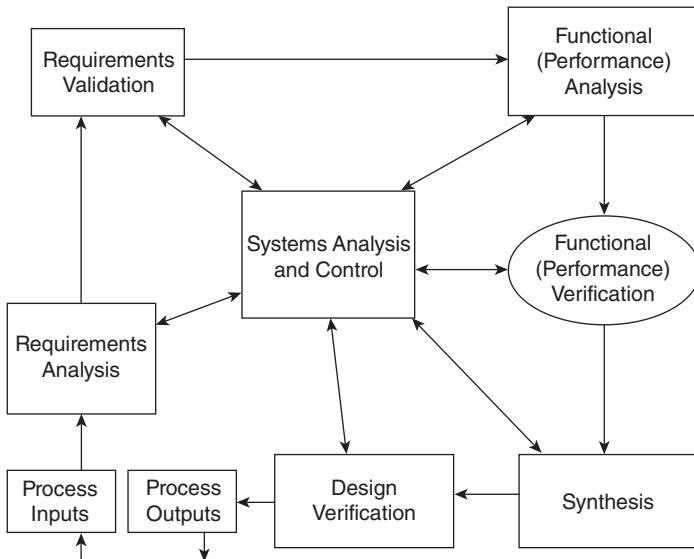 Requirements
Validation
Functional
(Performance)
Analysis
Systems Analysis
and Control
Functional
(Performance)
Verification
Requirements
Analysis
Process
Inputs
Process
Outputs
Design
Verification
Synthesis